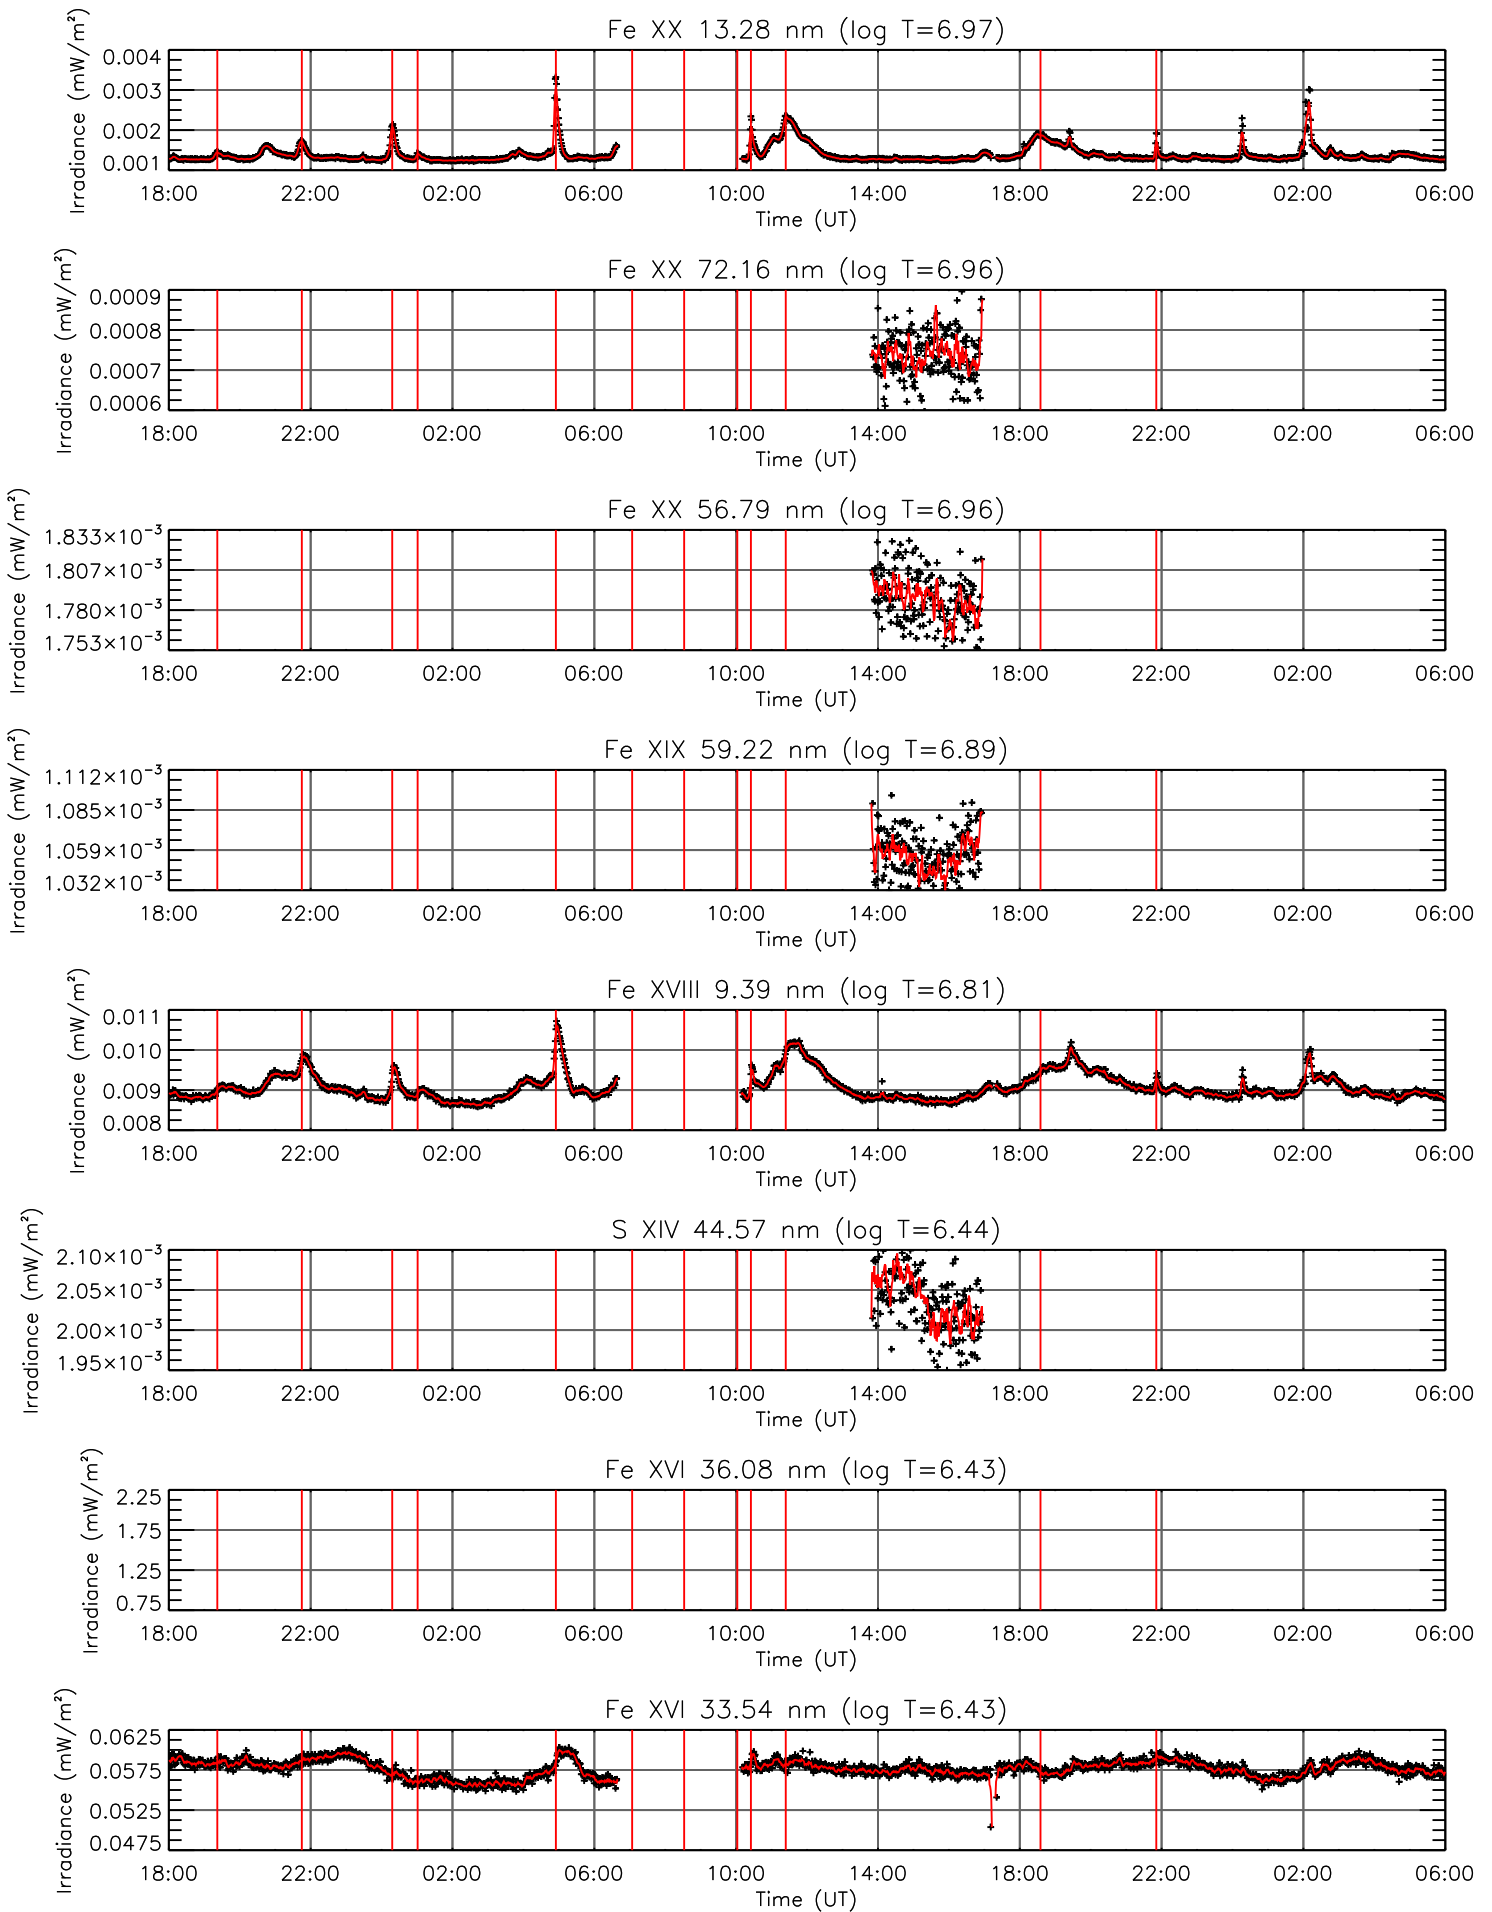 Fe XX 13.28 nm (log T=6.97)
Irradiance (mW/m²)
0.004
0.003
0.002
0.001
18:00 22:00 02:00 06:00 10:00 14:00 18:00 22:00 02:00 06:00
Time (UT)
Fe XX 72.16 nm (log T=6.96)
Irradiance (mW/m²)
0.0009
0.0008
0.0007
0.0006
18:00 22:00 02:00 06:00 10:00 14:00 18:00 22:00 02:00 06:00
Time (UT)
Fe XX 56.79 nm (log T=6.96)
Irradiance (mW/m²)
1.833×10⁻³
1.807×10⁻³
1.780×10⁻³
1.753×10⁻³
18:00 22:00 02:00 06:00 10:00 14:00 18:00 22:00 02:00 06:00
Time (UT)
Fe XIX 59.22 nm (log T=6.89)
Irradiance (mW/m²)
1.112×10⁻³
1.085×10⁻³
1.059×10⁻³
1.032×10⁻³
18:00 22:00 02:00 06:00 10:00 14:00 18:00 22:00 02:00 06:00
Time (UT)
Fe XVIII 9.39 nm (log T=6.81)
Irradiance (mW/m²)
0.011
0.010
0.009
0.008
18:00 22:00 02:00 06:00 10:00 14:00 18:00 22:00 02:00 06:00
Time (UT)
S XIV 44.57 nm (log T=6.44)
Irradiance (mW/m²)
2.10×10⁻³
2.05×10⁻³
2.00×10⁻³
1.95×10⁻³
18:00 22:00 02:00 06:00 10:00 14:00 18:00 22:00 02:00 06:00
Time (UT)
Fe XVI 36.08 nm (log T=6.43)
Irradiance (mW/m²)
2.25
1.75
1.25
0.75
18:00 22:00 02:00 06:00 10:00 14:00 18:00 22:00 02:00 06:00
Time (UT)
Fe XVI 33.54 nm (log T=6.43)
Irradiance (mW/m²)
0.0625
0.0575
0.0525
0.0475
18:00 22:00 02:00 06:00 10:00 14:00 18:00 22:00 02:00 06:00
Time (UT)